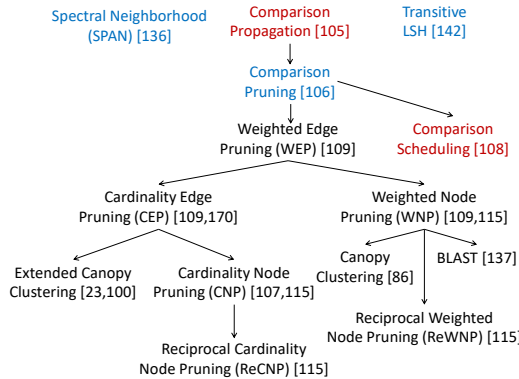 Spectral Neighborhood
(SPAN) [136]
Comparison
Propagation [105]
Transitive
LSH [142]
Comparison
Pruning [106]
Weighted Edge
Pruning (WEP) [109]
Comparison
Scheduling [108]
Cardinality Edge
Pruning (CEP) [109,170]
Weighted Node
Pruning (WNP) [109,115]
Extended Canopy
Clustering [23,100]
Cardinality Node
Pruning (CNP) [107,115]
Canopy
Clustering [86]
BLAST [137]
Reciprocal Cardinality
Node Pruning (ReCNP) [115]
Reciprocal Weighted
Node Pruning (ReWNP) [115]